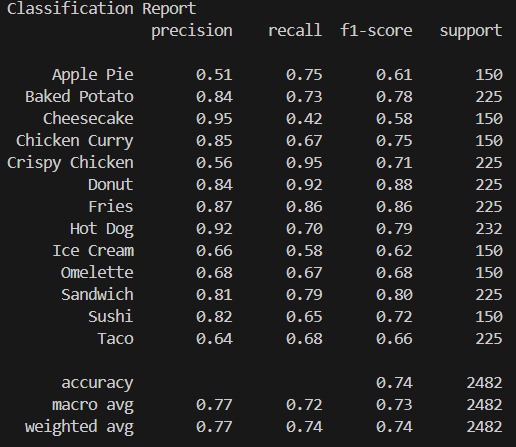 Classification Report
precision recall f1-score support
Apple Pie 0.51 0.75 0.61 150
Baked Potato 0.84 0.73 0.78 225
Cheesecake 0.95 0.42 0.58 150
Chicken Curry 0.85 0.67 0.75 150
Crispy Chicken 0.56 0.95 0.71 225
Donut 0.84 0.92 0.88 225
Fries 0.87 0.86 0.86 225
Hot Dog 0.92 0.70 0.79 232
Ice Cream 0.66 0.58 0.62 150
Omelette 0.68 0.67 0.68 150
Sandwich 0.81 0.79 0.80 225
Sushi 0.82 0.65 0.72 150
Taco 0.64 0.68 0.66 225
accuracy 0.74 2482
macro avg 0.77 0.72 0.73 2482
weighted avg 0.77 0.74 0.74 2482